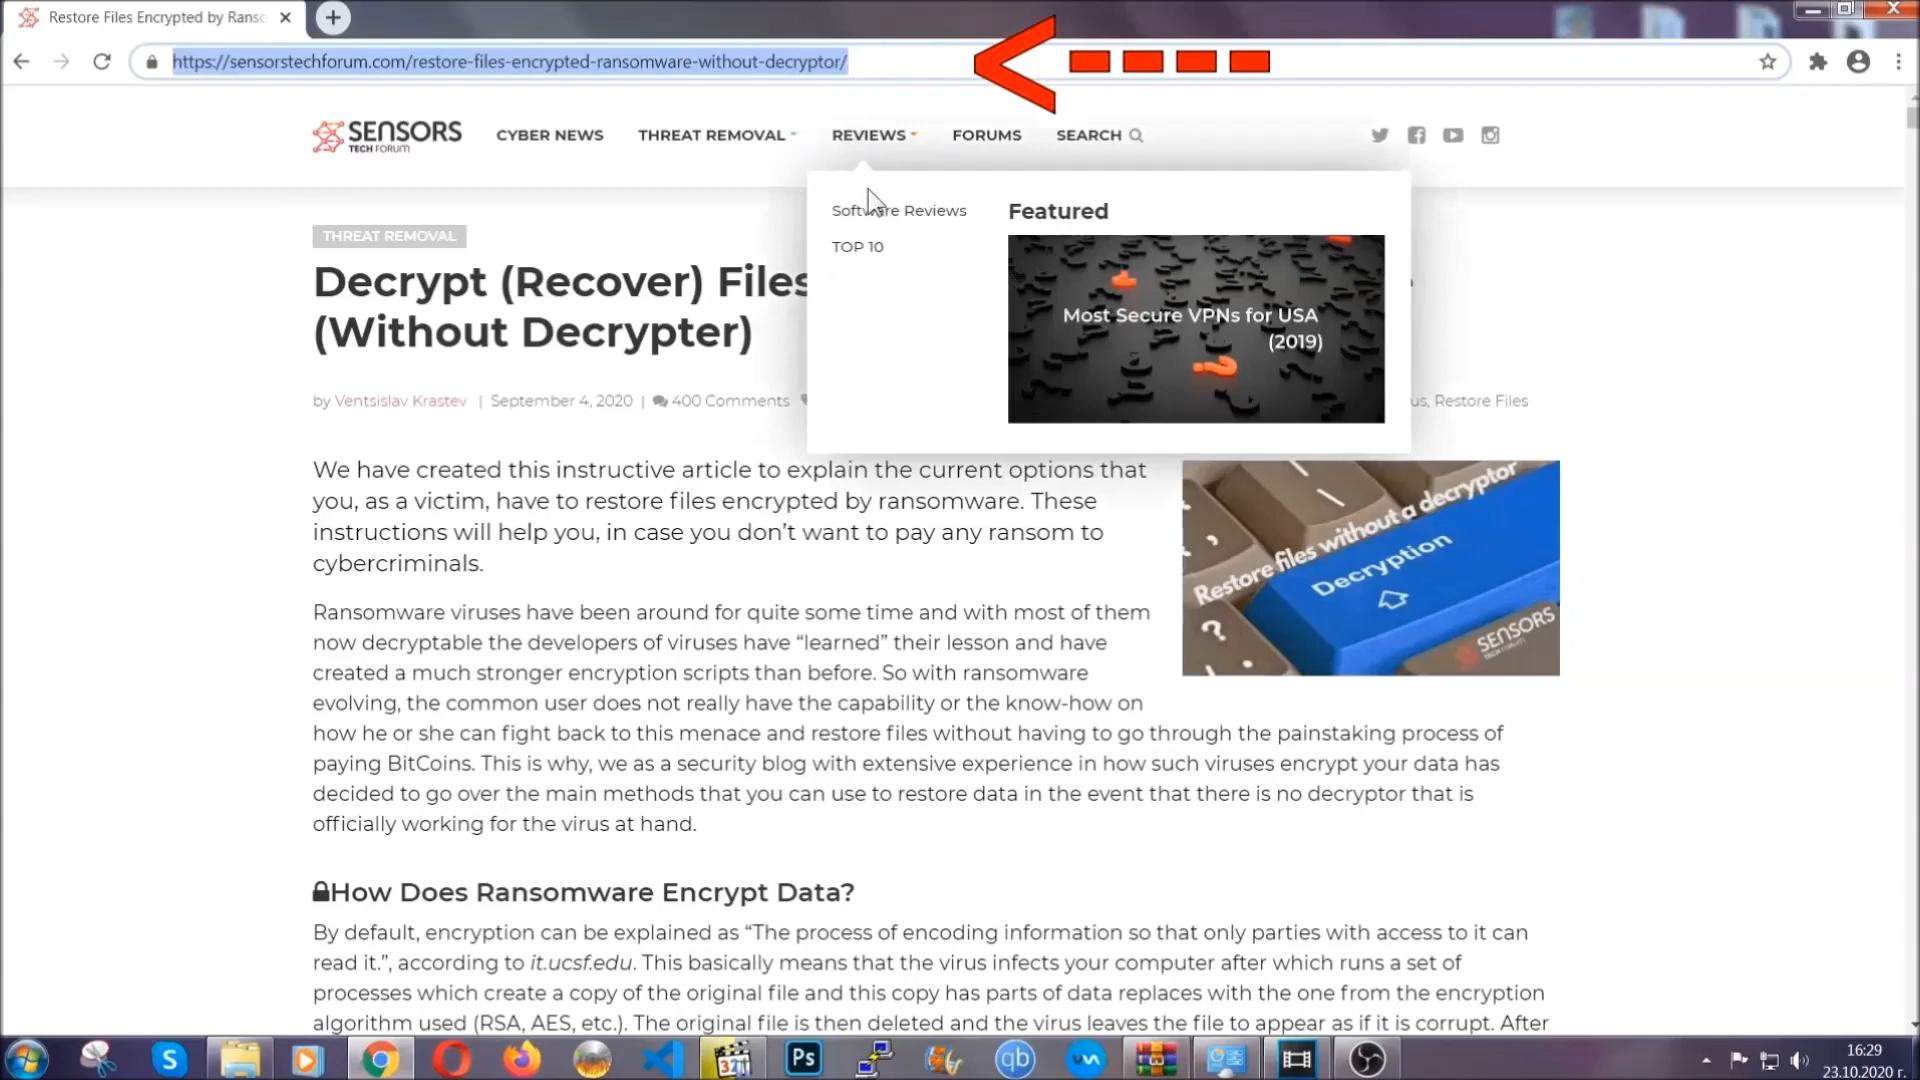 Restore Files Encrypted by Ranso
https://sensorstechforum.com/restore-files-encrypted-ransomware-without-decryptor/
SENSORS
TECH FORUM
CYBER NEWS
THREAT REMOVAL
REVIEWS
FORUMS
SEARCH
Software Reviews
TOP 10
Featured
Most Secure VPNs for USA
(2019)
THREAT REMOVAL
Decrypt (Recover) Files
(Without Decrypter)
by Ventsislav Krastev | September 4, 2020 | 400 Comments
us, Restore Files
We have created this instructive article to explain the current options that
you, as a victim, have to restore files encrypted by ransomware. These
instructions will help you, in case you don’t want to pay any ransom to
cybercriminals.
Restore files without a decryptor
Decryption
SENSORS
TECH FORUM
Ransomware viruses have been around for quite some time and with most of them
now decryptable the developers of viruses have “learned” their lesson and have
created a much stronger encryption scripts than before. So with ransomware
evolving, the common user does not really have the capability or the know-how on
how he or she can fight back to this menace and restore files without having to go through the painstaking process of
paying BitCoins. This is why, we as a security blog with extensive experience in how such viruses encrypt your data has
decided to go over the main methods that you can use to restore data in the event that there is no decryptor that is
officially working for the virus at hand.
How Does Ransomware Encrypt Data?
By default, encryption can be explained as “The process of encoding information so that only parties with access to it can
read it.”, according to it.ucsf.edu. This basically means that the virus infects your computer after which runs a set of
processes which create a copy of the original file and this copy has parts of data replaces with the one from the encryption
algorithm used (RSA, AES, etc.). The original file is then deleted and the virus leaves the file to appear as if it is corrupt. After
S
321
Ps
qb
16:29
23.10.2020 г.